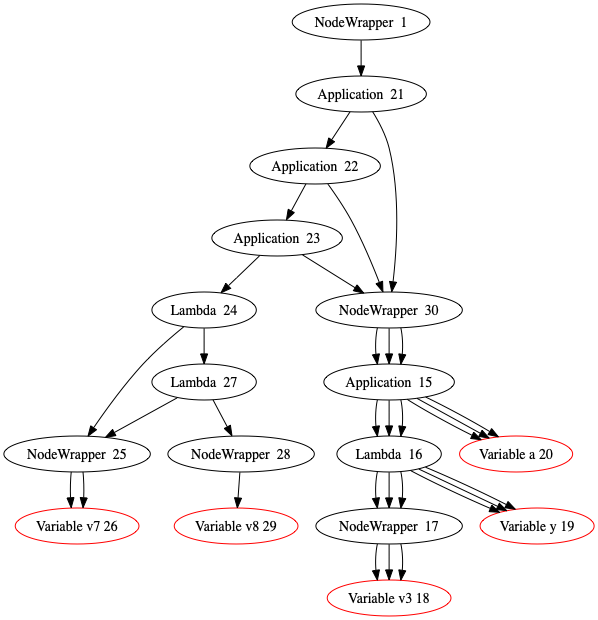 NodeWrapper 1
Application 21
Application 22
Application 23
Lambda 24
NodeWrapper 30
Lambda 27
Application 15
NodeWrapper 25
NodeWrapper 28
Lambda 16
Variable a 20
Variable v7 26
Variable v8 29
NodeWrapper 17
Variable y 19
Variable v3 18